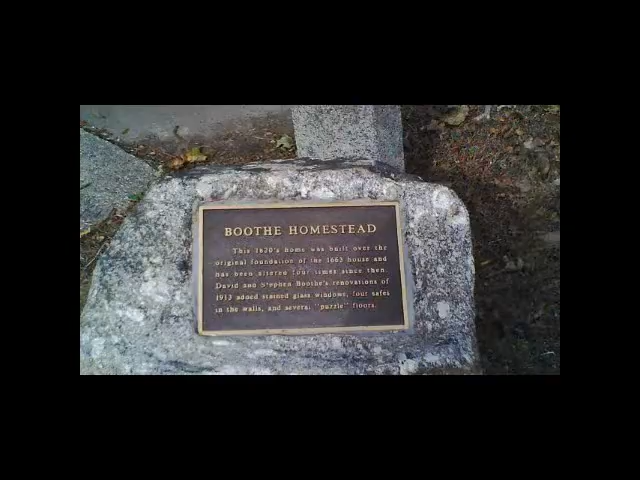 BOOTHE HOMESTEAD
This 1820's home was built over the
original foundation of the 1663 house and
has been altered four times since then.
David and Stephen Boothe's renovations of
1913 added stained glass windows, four safes
in the walls, and several "puzzle" floors.